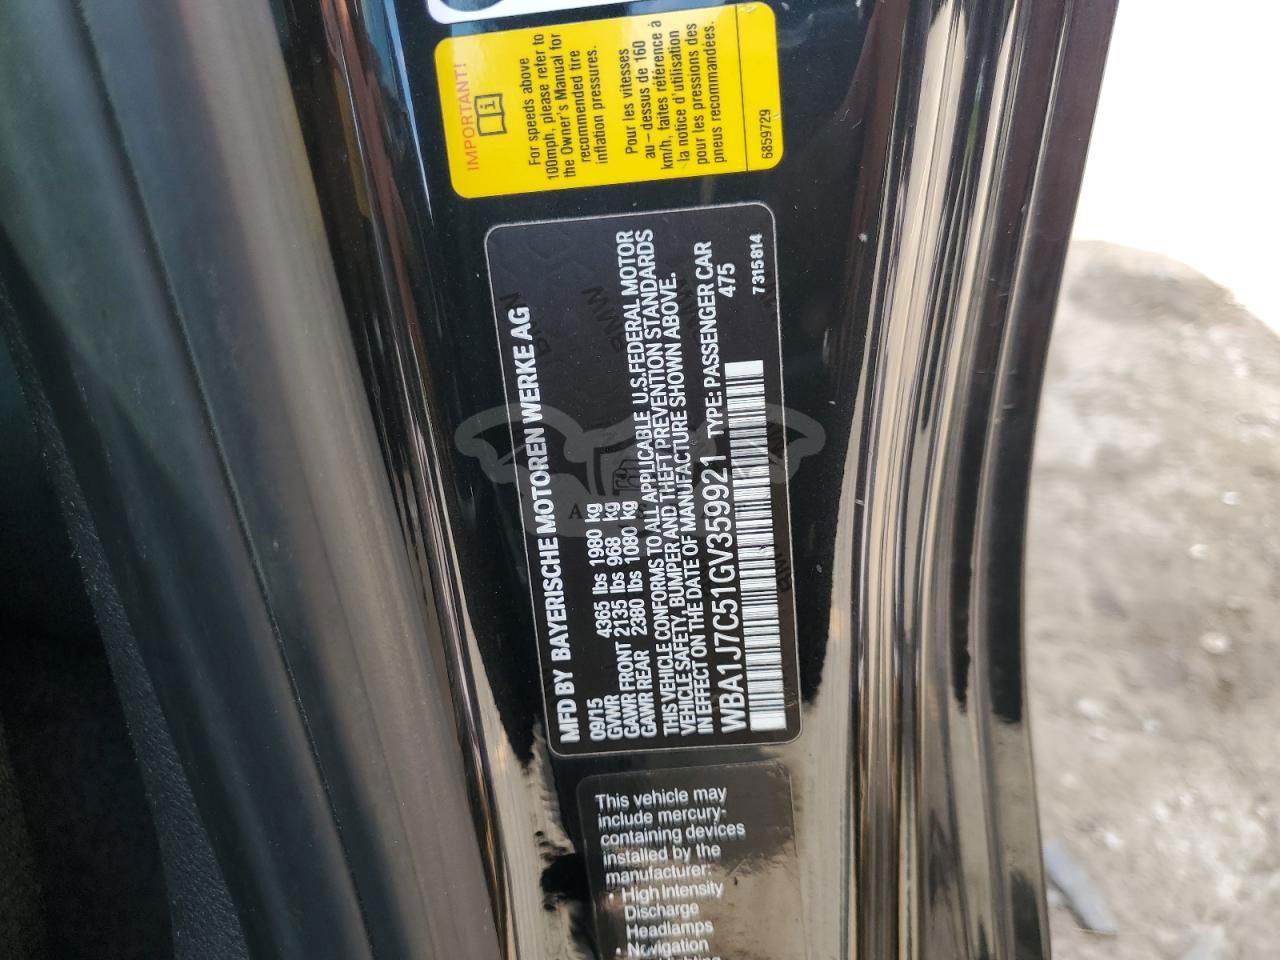 IMPORTANT!
For speeds above
100mph, please refer to
the Owner's Manual for
recommended tire
inflation pressures.
Pour les vitesses
au-dessus de 160
km/h, faites référence à
la notice d'utilisation
pour les pressions des
pneus recommandées.
6859729
MFD BY BAYERISCHE MOTOREN WERKE AG
09/15
GVWR 4365 lbs 1980 kg
GAWR FRONT 2135 lbs 968 kg
GAWR REAR 2380 lbs 1080 kg
THIS VEHICLE CONFORMS TO ALL APPLICABLE U.S.FEDERAL MOTOR
VEHICLE SAFETY, BUMPER AND THEFT PREVENTION STANDARDS
IN EFFECT ON THE DATE OF MANUFACTURE SHOWN ABOVE.
WBA1J7C51GV359921 TYPE: PASSENGER CAR
475
7315814
This vehicle may
include mercury-
containing devices
installed by the
manufacturer:
• High Intensity
Discharge
Headlamps
• Navigation